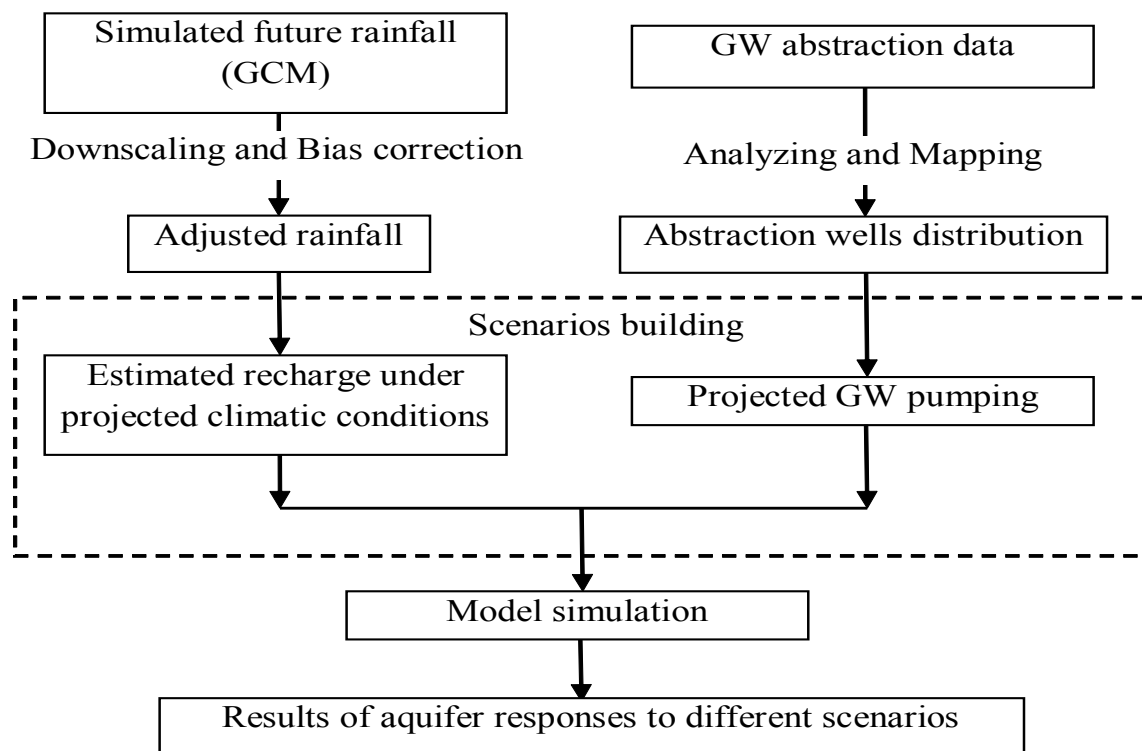 Simulated future rainfall
(GCM)
GW abstraction data
Downscaling and Bias correction
Analyzing and Mapping
Adjusted rainfall
Abstraction wells distribution
Scenarios building
Estimated recharge under
projected climatic conditions
Projected GW pumping
Model simulation
Results of aquifer responses to different scenarios